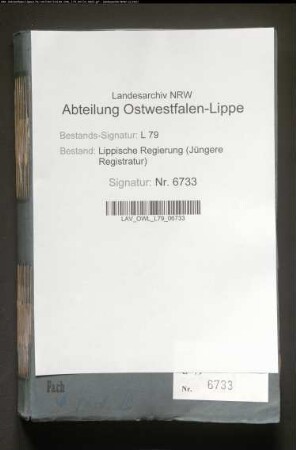 Landesarchiv NRW
Abteilung Ostwestfalen-Lippe
Bestands-Signatur: L 79
Bestand: Lippische Regierung (Jüngere
Registratur)
Signatur: Nr. 6733
LAV_OWL_L79_06733
Fach
Nr. 6733